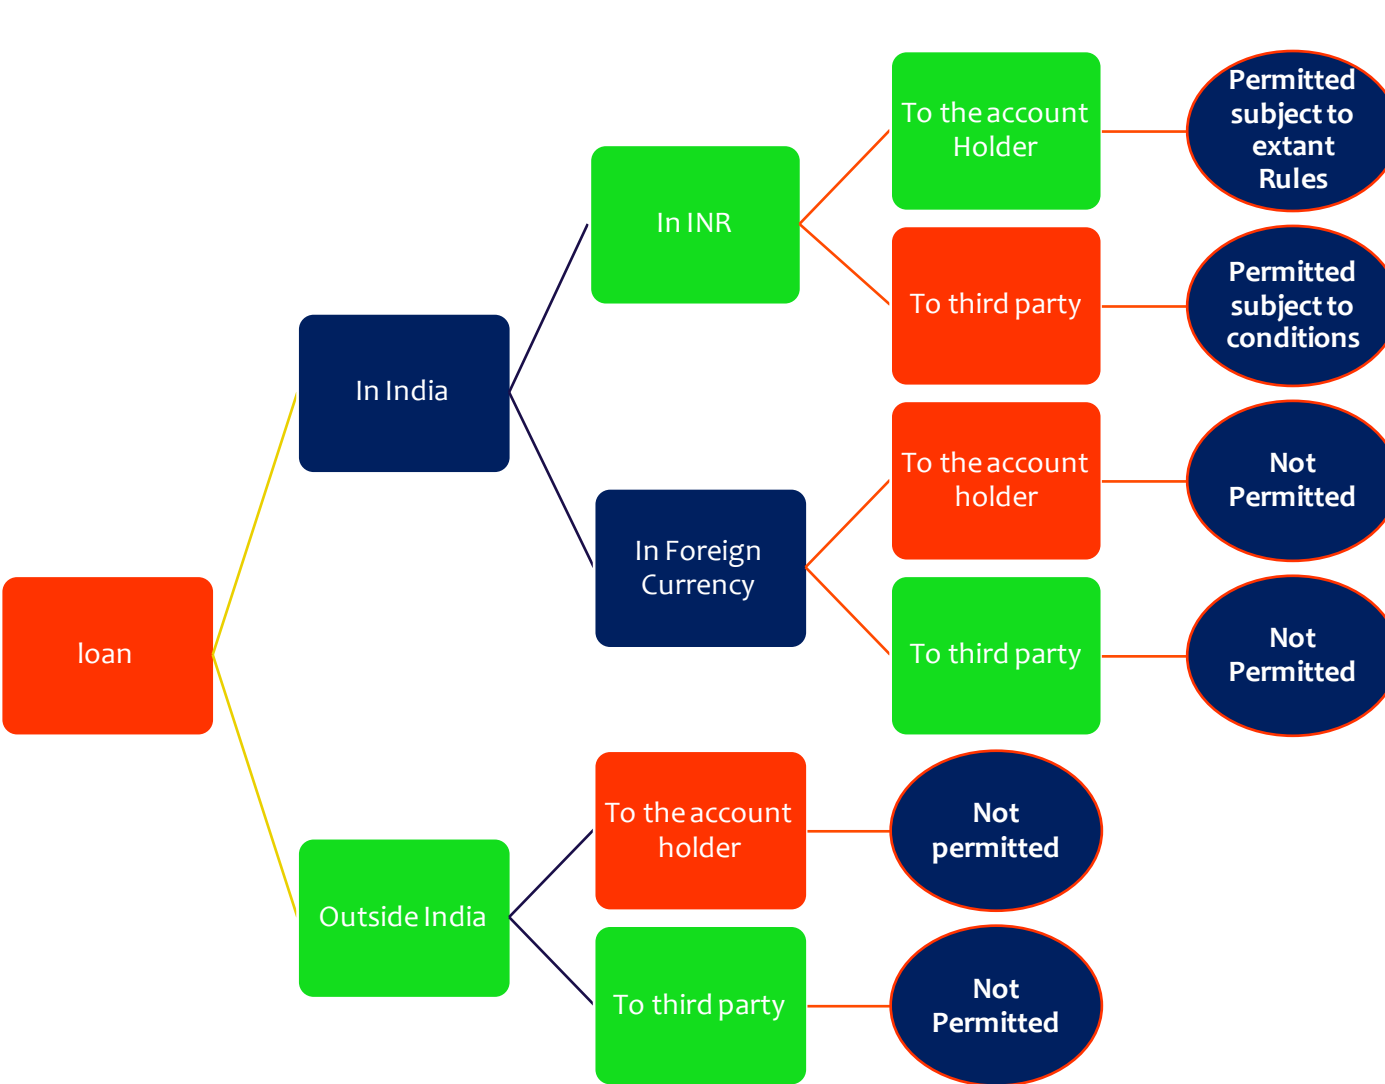 loan
In India
In INR
To the account
Holder
Permitted
subject to
extant
Rules
To third party
Permitted
subject to
conditions
In Foreign
Currency
To the account
holder
Not
Permitted
To third party
Not
Permitted
Outside India
To the account
holder
Not
permitted
To third party
Not
Permitted